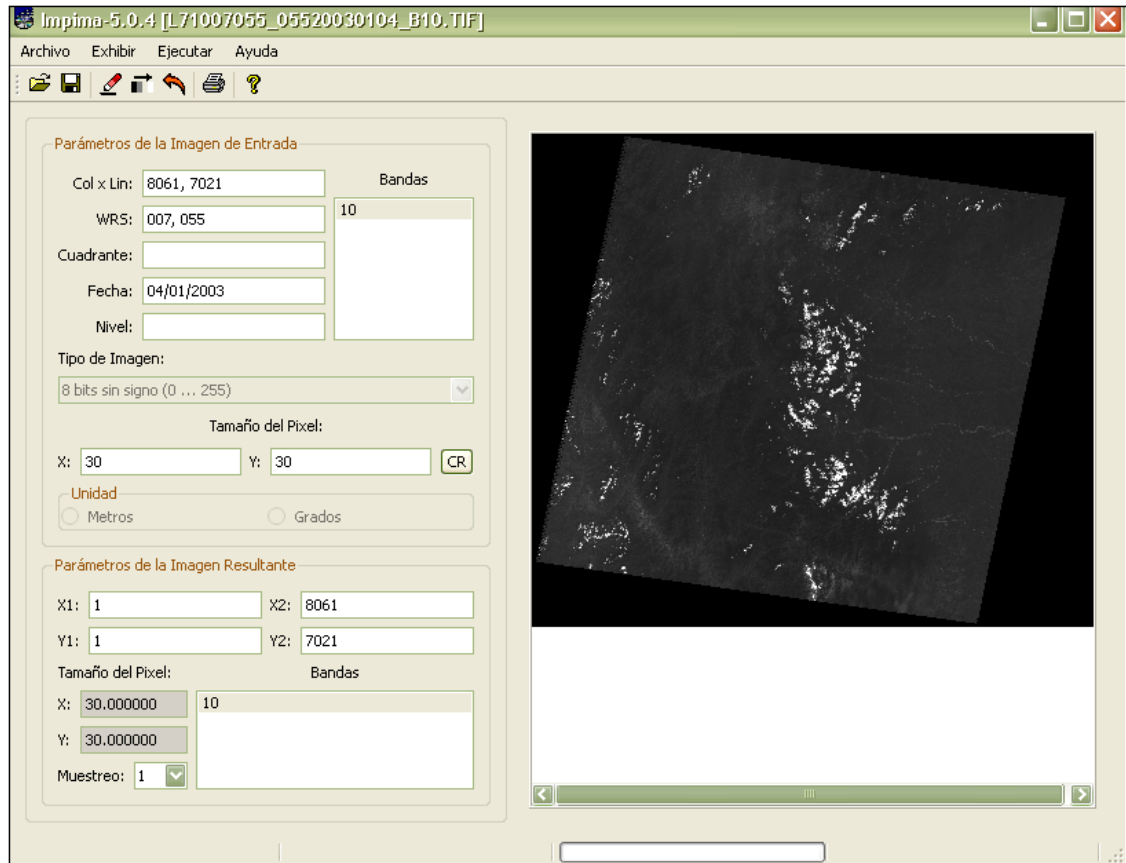 Impima-5.0.4 [L71007055_05520030104_B10.TIF]
Archivo Exhibir Ejecutar Ayuda
Parámetros de la Imagen de Entrada
Col x Lin: 8061, 7021
Bandas
10
WRS: 007, 055
Cuadrante:
Fecha: 04/01/2003
Nivel:
Tipo de Imagen:
8 bits sin signo (0 ... 255)
Tamaño del Pixel:
X: 30 Y: 30 CR
Unidad
Metros Grados
Parámetros de la Imagen Resultante
X1: 1 X2: 8061
Y1: 1 Y2: 7021
Tamaño del Pixel: Bandas
X: 30.000000 10
Y: 30.000000
Muestreo: 1